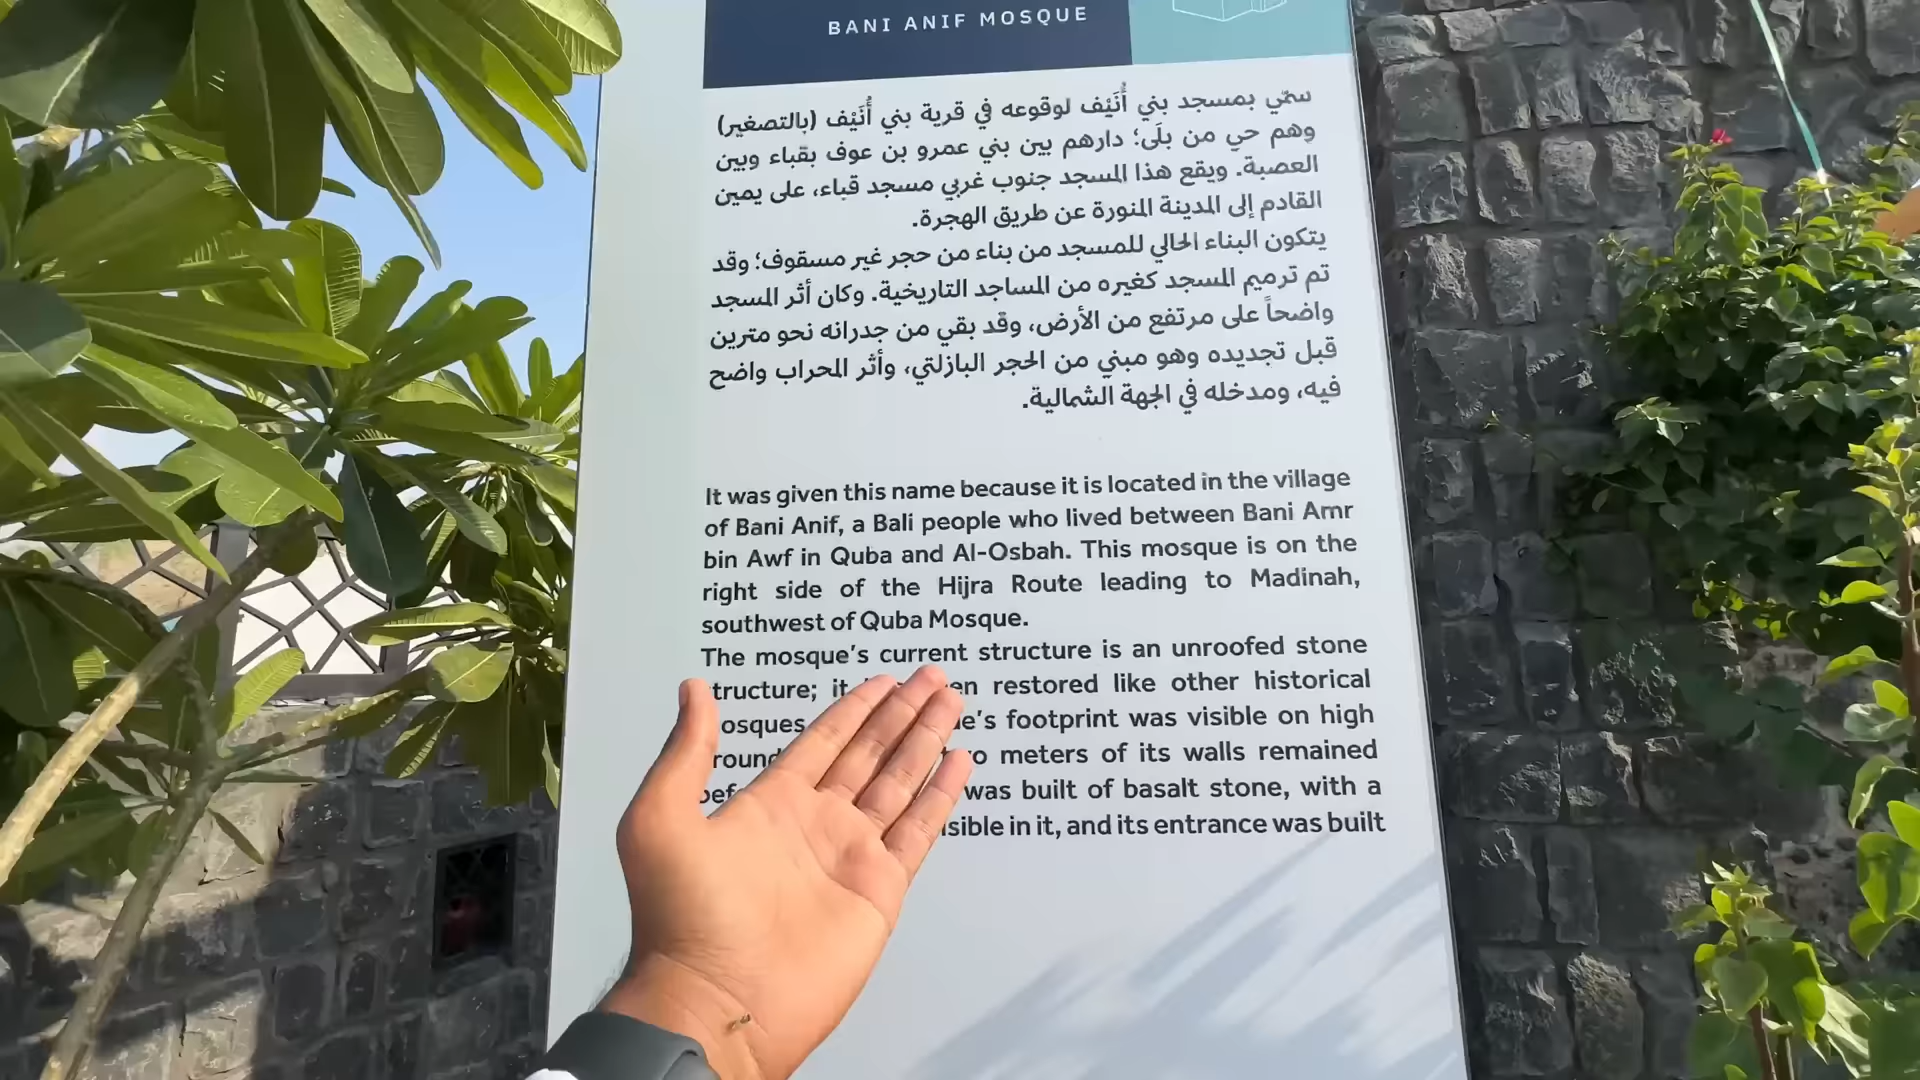 BANI ANIF MOSQUE
سمّي بمسجد بني أُنَيْف لوقوعه في قرية بني أُنَيْف (بالتصغير)
وهم حي من بلَى؛ دارهم بين بني عمرو بن عوف بقباء وبين
العصبة. ويقع هذا المسجد جنوب غربي مسجد قباء، على يمين
القادم إلى المدينة المنورة عن طريق الهجرة.
يتكون البناء الحالي للمسجد من بناء من حجر غير مسقوف؛ وقد
تم ترميم المسجد كغيره من المساجد التاريخية. وكان أثر المسجد
واضحاً على مرتفع من الأرض، وقد بقي من جدرانه نحو مترين
قبل تجديده وهو مبني من الحجر البازلتي، وأثر المحراب واضح
فيه، ومدخله في الجهة الشمالية.
It was given this name because it is located in the village
of Bani Anif, a Bali people who lived between Bani Amr
bin Awf in Quba and Al-Osbah. This mosque is on the
right side of the Hijra Route leading to Madinah,
southwest of Quba Mosque.
The mosque's current structure is an unroofed stone
structure; it restored like other historical
mosques footprint was visible on high
meters of its walls remained
was built of basalt stone, with a
visible in it, and its entrance was built